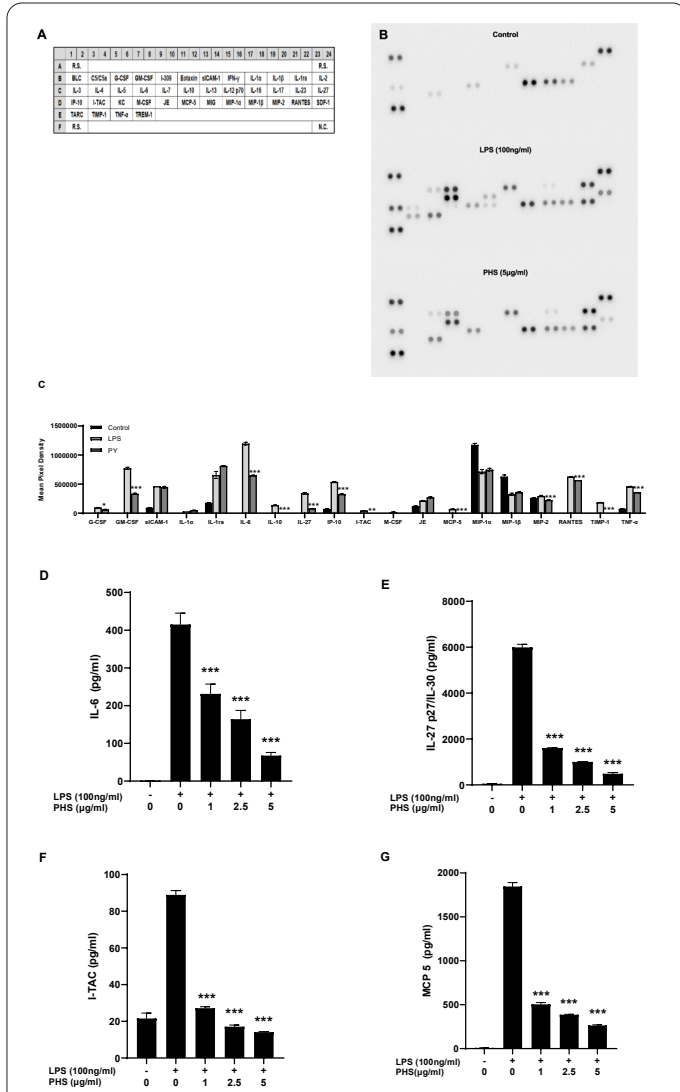 A
1 2 3 4 5 6 7 8 9 10 11 12 13 14 15 16 17 18 19 20 21 22 23 24
A R.S. R.S.
B BLC C5/C5a G-CSF GM-CSF I-309 Eotaxin sICAM-1 IFN-γ IL-1α IL-1β IL-1ra IL-2
C IL-3 IL-4 IL-5 IL-6 IL-7 IL-10 IL-13 IL-12 p70 IL-16 IL-17 IL-23 IL-27
D IP-10 I-TAC KC M-CSF JE MCP-5 MIG MIP-1α MIP-1β MIP-2 RANTES SDF-1
E TARC TIMP-1 TNF-α TREM-1
F R.S. N.C.
B
Control
LPS (100ng/ml)
PHS (5µg/ml)
C
Mean Pixel Density
1500000
1000000
500000
0
Control
LPS
PY
* *** *** *** *** *** ** *** *** *** *** ***
G-CSF GM-CSF sICAM-1 IL-1α IL-1ra IL-6 IL-10 IL-27 IP-10 I-TAC M-CSF JE MCP-5 MIP-1α MIP-1β MIP-2 RANTES TIMP-1 TNF-α
D
IL-6 (pg/ml)
500
400
300
200
100
0
*** *** ***
LPS (100ng/ml) - + + + +
PHS (µg/ml) 0 0 1 2.5 5
E
IL-27 p27/IL-30 (pg/ml)
8000
6000
4000
2000
0
*** *** ***
LPS (100ng/ml) - + + + +
PHS (µg/ml) 0 0 1 2.5 5
F
I-TAC (pg/ml)
100
80
60
40
20
0
*** *** ***
LPS (100ng/ml) - + + + +
PHS (µg/ml) 0 0 1 2.5 5
G
MCP 5 (pg/ml)
2000
1500
1000
500
0
*** *** ***
LPS (100ng/ml) - + + + +
PHS(µg/ml) 0 0 1 2.5 5